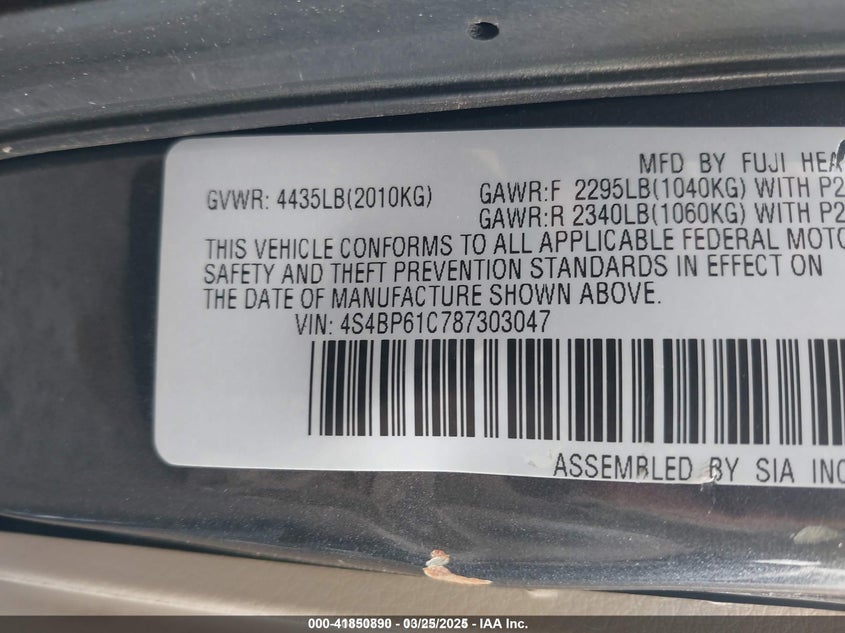 MFD BY FUJI HEA
GVWR: 4435LB(2010KG) GAWR:F 2295LB(1040KG) WITH P2
GAWR:R 2340LB(1060KG) WITH P2
THIS VEHICLE CONFORMS TO ALL APPLICABLE FEDERAL MOTO
SAFETY AND THEFT PREVENTION STANDARDS IN EFFECT ON
THE DATE OF MANUFACTURE SHOWN ABOVE.
VIN: 4S4BP61C787303047
ASSEMBLED BY SIA INC
000-41850890 - 03/25/2025 - IAA Inc.